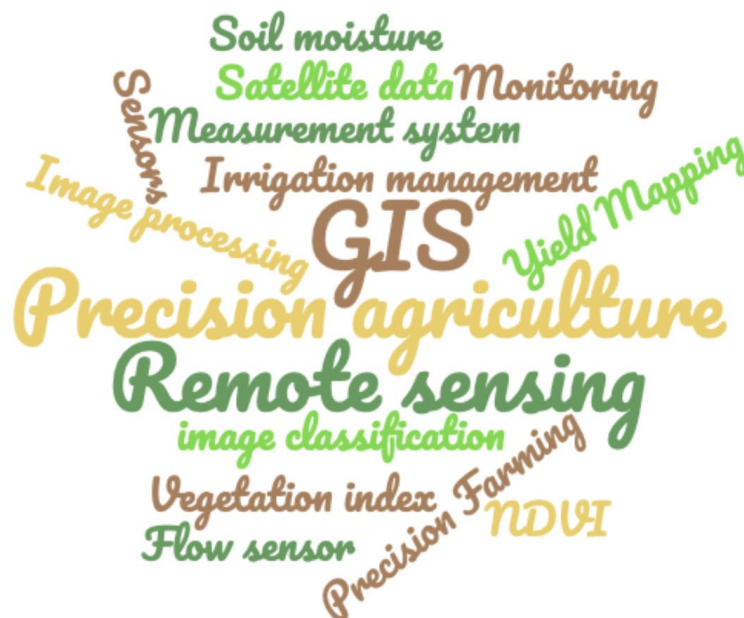 Soil moisture
Satellite data
Monitoring
Sensors
Measurement system
Irrigation management
Image processing
GIS
Yield Mapping
Precision agriculture
Remote sensing
image classification
Vegetation index
Precision Farming
NDVI
Flow sensor